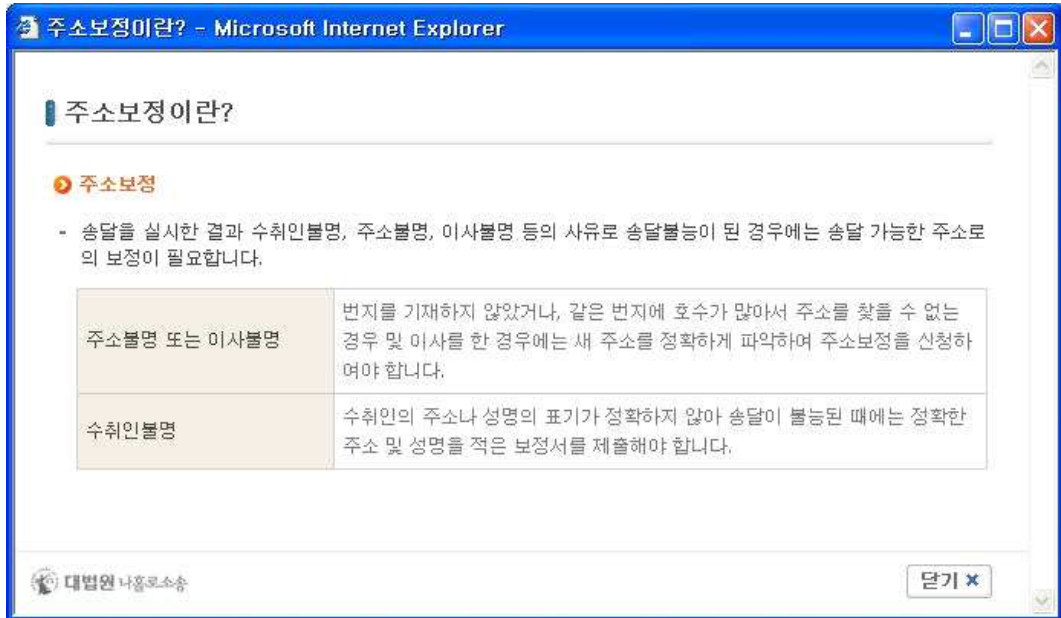 주소보정이란? - Microsoft Internet Explorer
주소보정이란?
주소보정
- 송달을 실시한 결과 수취인불명, 주소불명, 이사불명 등의 사유로 송달불능이 된 경우에는 송달 가능한 주소로
의 보정이 필요합니다.
주소불명 또는 이사불명
번지를 기재하지 않았거나, 같은 번지에 호수가 많아서 주소를 찾을 수 없는
경우 및 이사를 한 경우에는 새 주소를 정확하게 파악하여 주소보정을 신청하
여야 합니다.
수취인불명
수취인의 주소나 성명의 표기가 정확하지 않아 송달이 불능된 때에는 정확한
주소 및 성명을 적은 보정서를 제출해야 합니다.
대법원 나홀로소송
닫기 ×